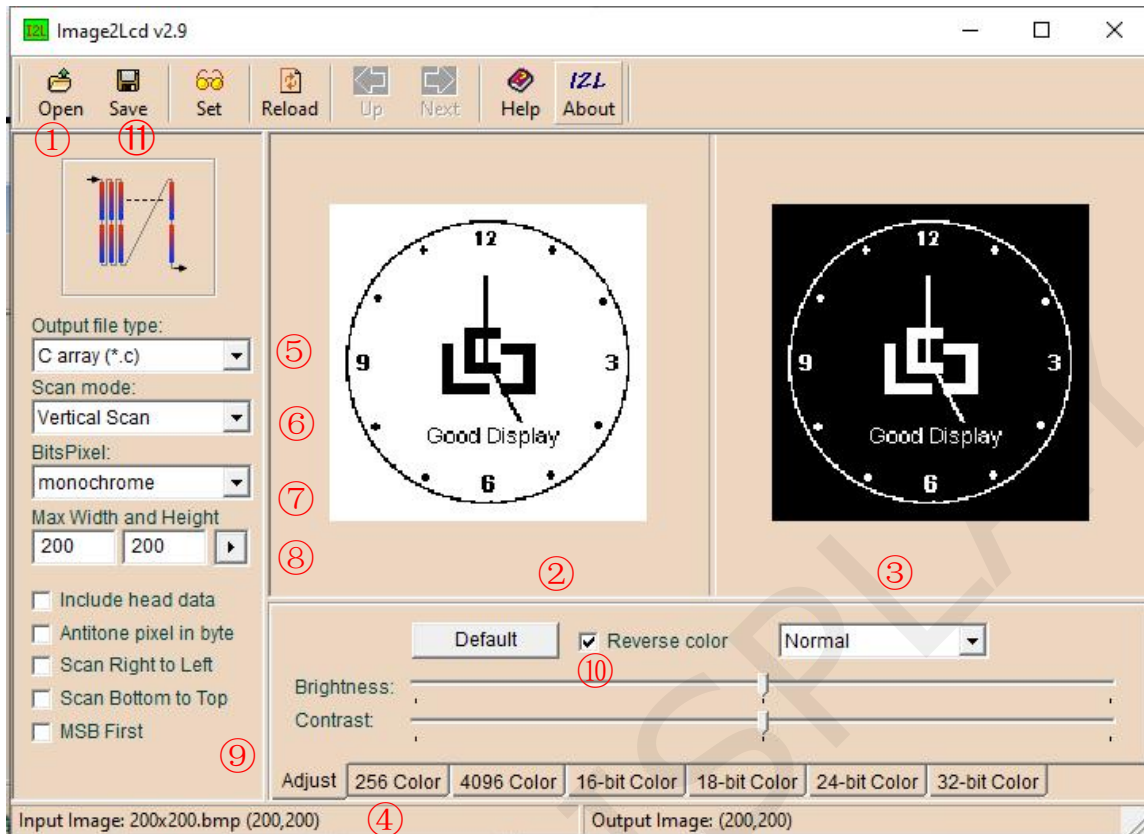 I2L Image2Lcd v2.9
Open Save Set Reload Up Next Help I2L About
① ⑪
Output file type:
C array (*.c)
⑤
Scan mode:
Vertical Scan
⑥
BitsPixel:
monochrome
⑦
Max Width and Height
200 200
⑧
Include head data
Antitone pixel in byte
Scan Right to Left
Scan Bottom to Top
MSB First
⑨
12
9 3
Good Display
6
②
12
9 3
Good Display
6
③
Default Reverse color Normal
⑩
Brightness:
Contrast:
Adjust 256 Color 4096 Color 16-bit Color 18-bit Color 24-bit Color 32-bit Color
Input Image: 200x200.bmp (200,200) ④ Output Image: (200,200)